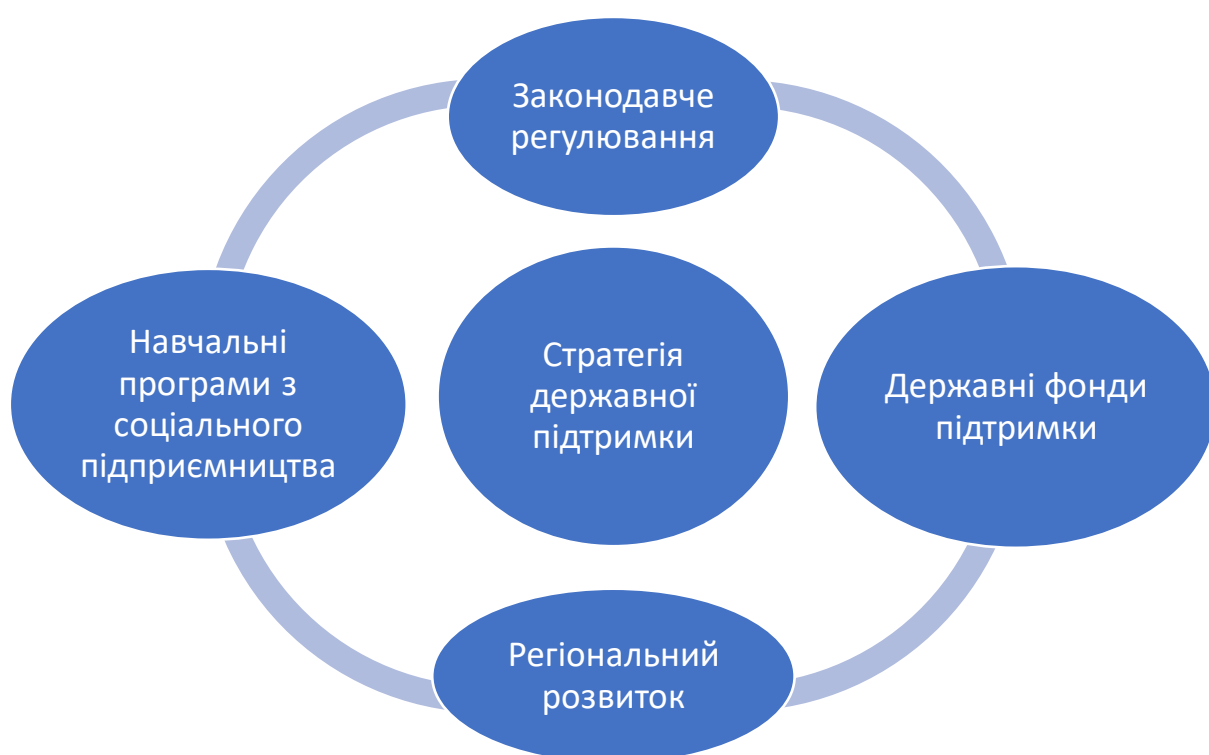 Законодавче
регулювання
Навчальні
програми з
соціального
підприємництва
Стратегія
державної
підтримки
Державні фонди
підтримки
Регіональний
розвиток